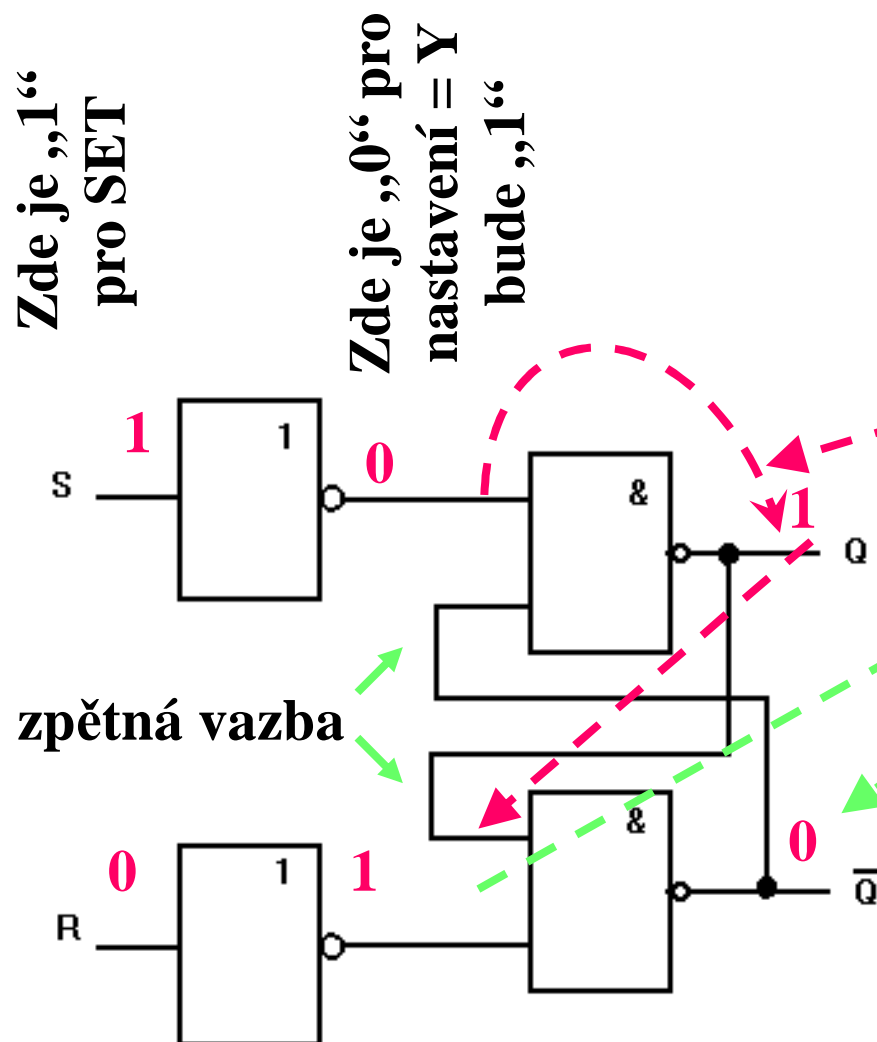 Zde je „1“
pro SET
Zde je „0“ pro
nastavení = Y
bude „1“
1
1
0
S
&
1
Q
zpětná vazba
&
0
0
1
1
Q̅
R